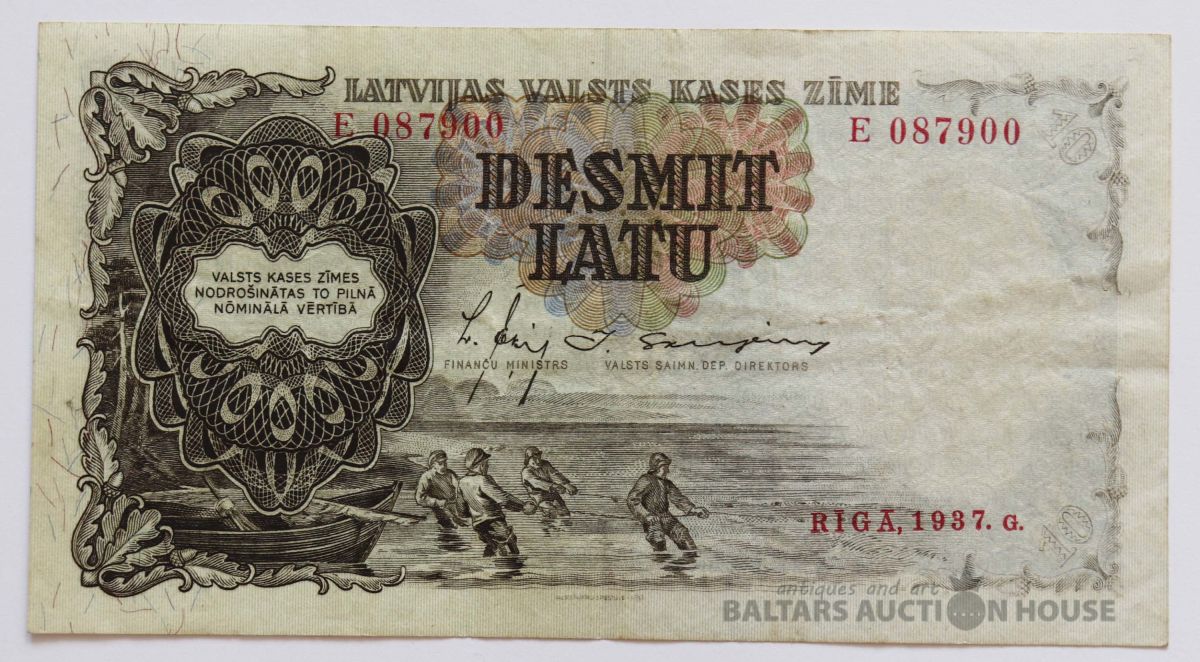 LATVIJAS VALSTS KASES ZĪME
E 087900
E 087900
DESMIT
LATU
VALSTS KASES ZĪMES
NODROŠINĀTAS TO PILNĀ
NŌMINĀLĀ VĒRTĪBĀ
FINANČU MINISTRS
VALSTS SAIMN. DEP. DIREKTORS
RĪGĀ, 1937. G.
antiques and art
BALTARS AUCTION HOUSE